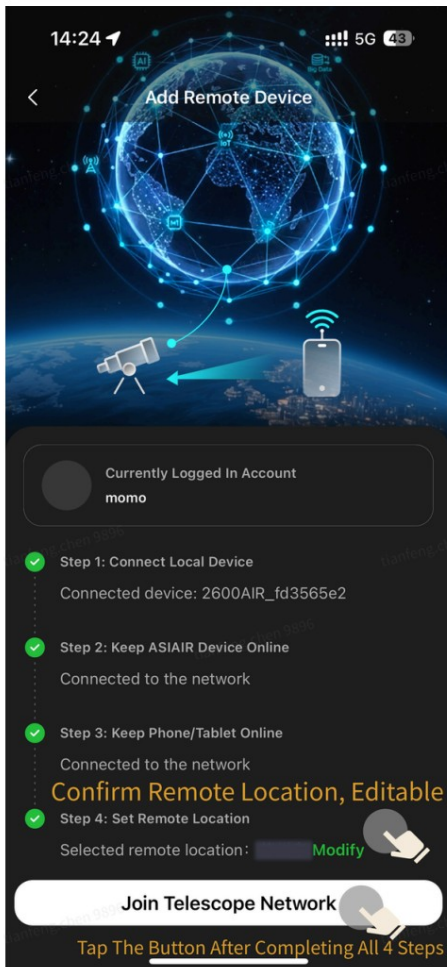 14:24
5G 43
AI
Big Data
Add Remote Device
IoT
Currently Logged In Account
momo
Step 1: Connect Local Device
Connected device: 2600AIR_fd3565e2
Step 2: Keep ASIAIR Device Online
Connected to the network
Step 3: Keep Phone/Tablet Online
Connected to the network
Confirm Remote Location, Editable
Step 4: Set Remote Location
Selected remote location: Modify
Join Telescope Network
Tap The Button After Completing All 4 Steps